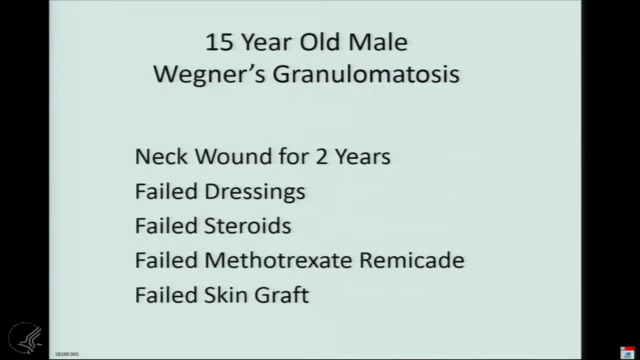 15 Year Old Male
Wegner's Granulomatosis
Neck Wound for 2 Years
Failed Dressings
Failed Steroids
Failed Methotrexate Remicade
Failed Skin Graft